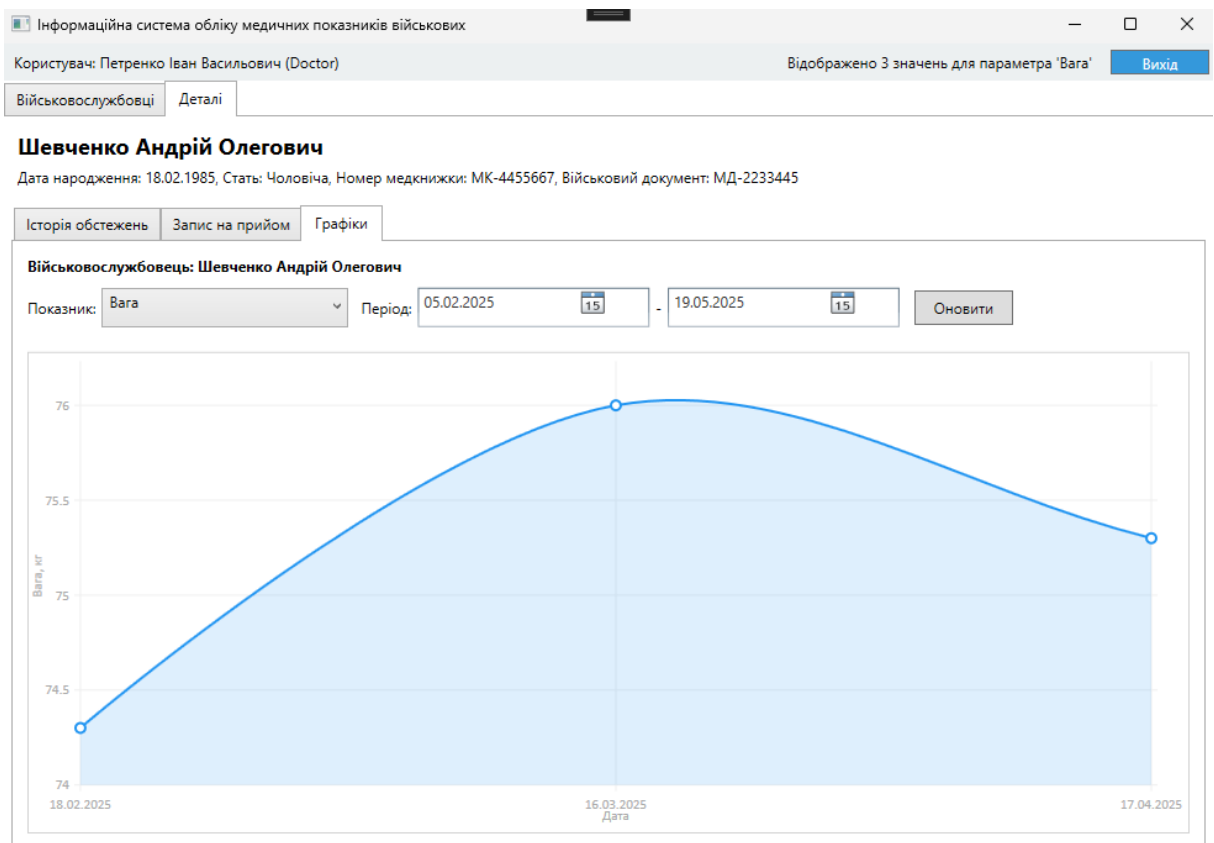 Інформаційна система обліку медичних показників військових
Користувач: Петренко Іван Васильович (Doctor) Відображено 3 значень для параметра 'Вага' Вихід
Військовослужбовці Деталі
Шевченко Андрій Олегович
Дата народження: 18.02.1985, Стать: Чоловіча, Номер медкнижки: МК-4455667, Військовий документ: МД-2233445
Історія обстежень Запис на прийом Графіки
Військовослужбовець: Шевченко Андрій Олегович
Показник: Вага Період: 05.02.2025 15 - 19.05.2025 15 Оновити
76
75.5
Вага, кг
75
74.5
74
18.02.2025 16.03.2025 17.04.2025
Дата